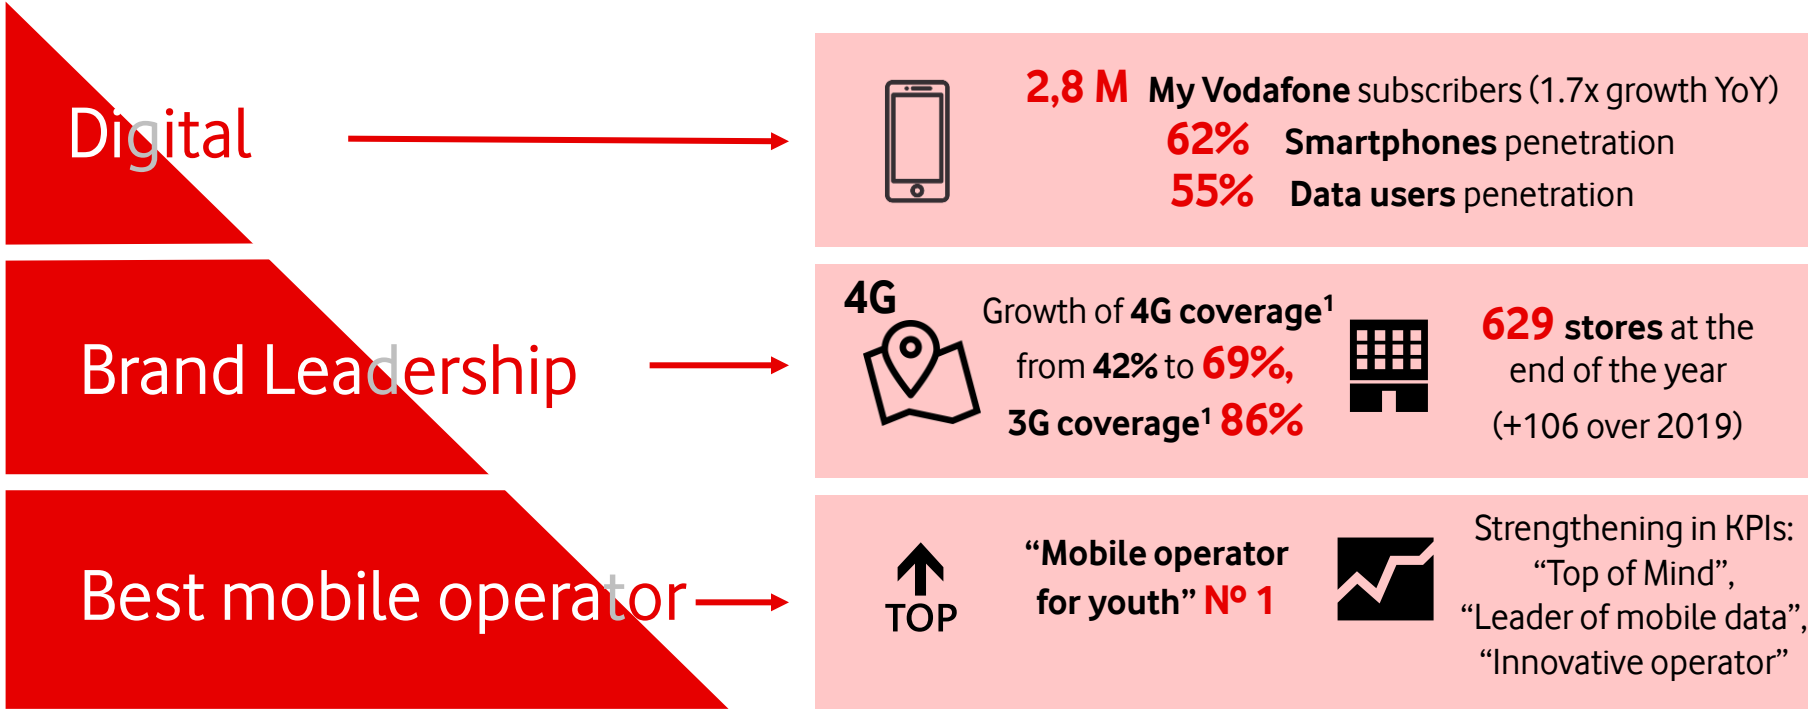 Digital
2,8 M My Vodafone subscribers (1.7x growth YoY)
62% Smartphones penetration
55% Data users penetration
Brand Leadership
4G
Growth of 4G coverage¹
from 42% to 69%,
3G coverage¹ 86%
629 stores at the
end of the year
(+106 over 2019)
Best mobile operator
TOP
“Mobile operator
for youth” Nº 1
Strengthening in KPIs:
“Top of Mind”,
“Leader of mobile data”,
“Innovative operator”